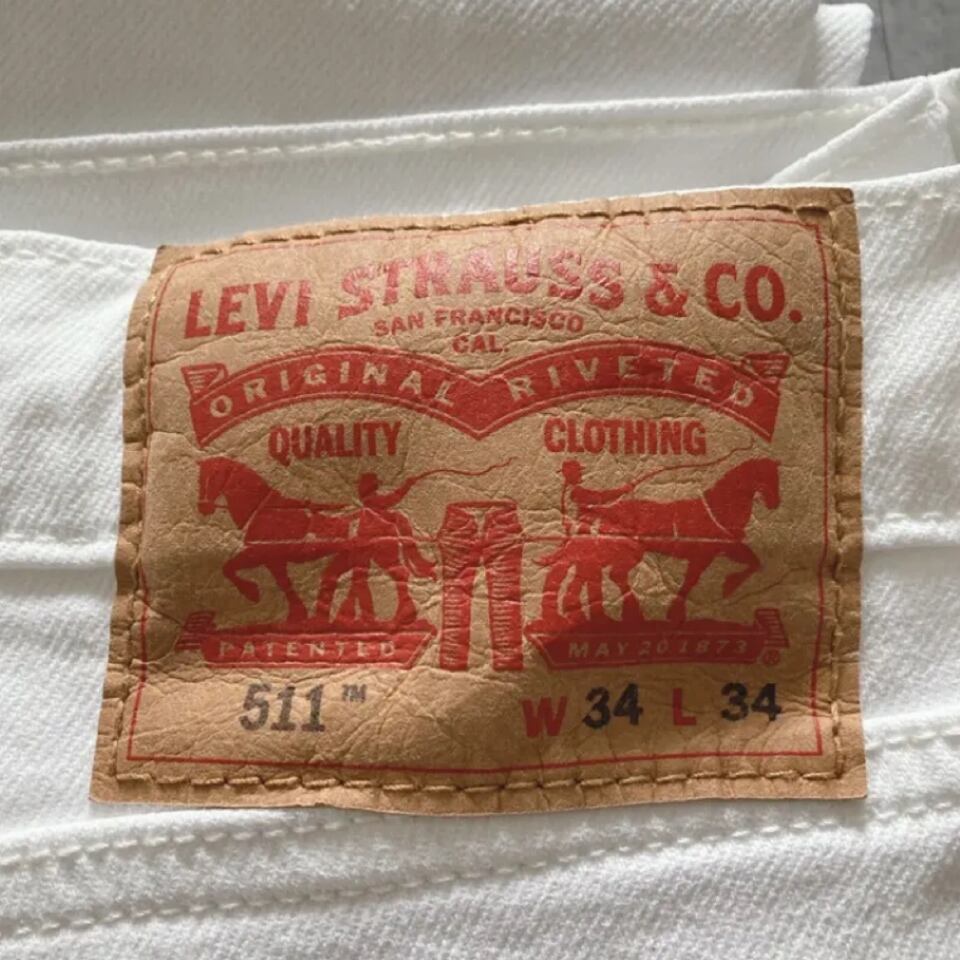 LEVI STRAUSS & CO.
SAN FRANCISCO
CAL.
ORIGINAL RIVETED
QUALITY CLOTHING
PATENTED MAY 20 1873 ®
511™ W 34 L 34